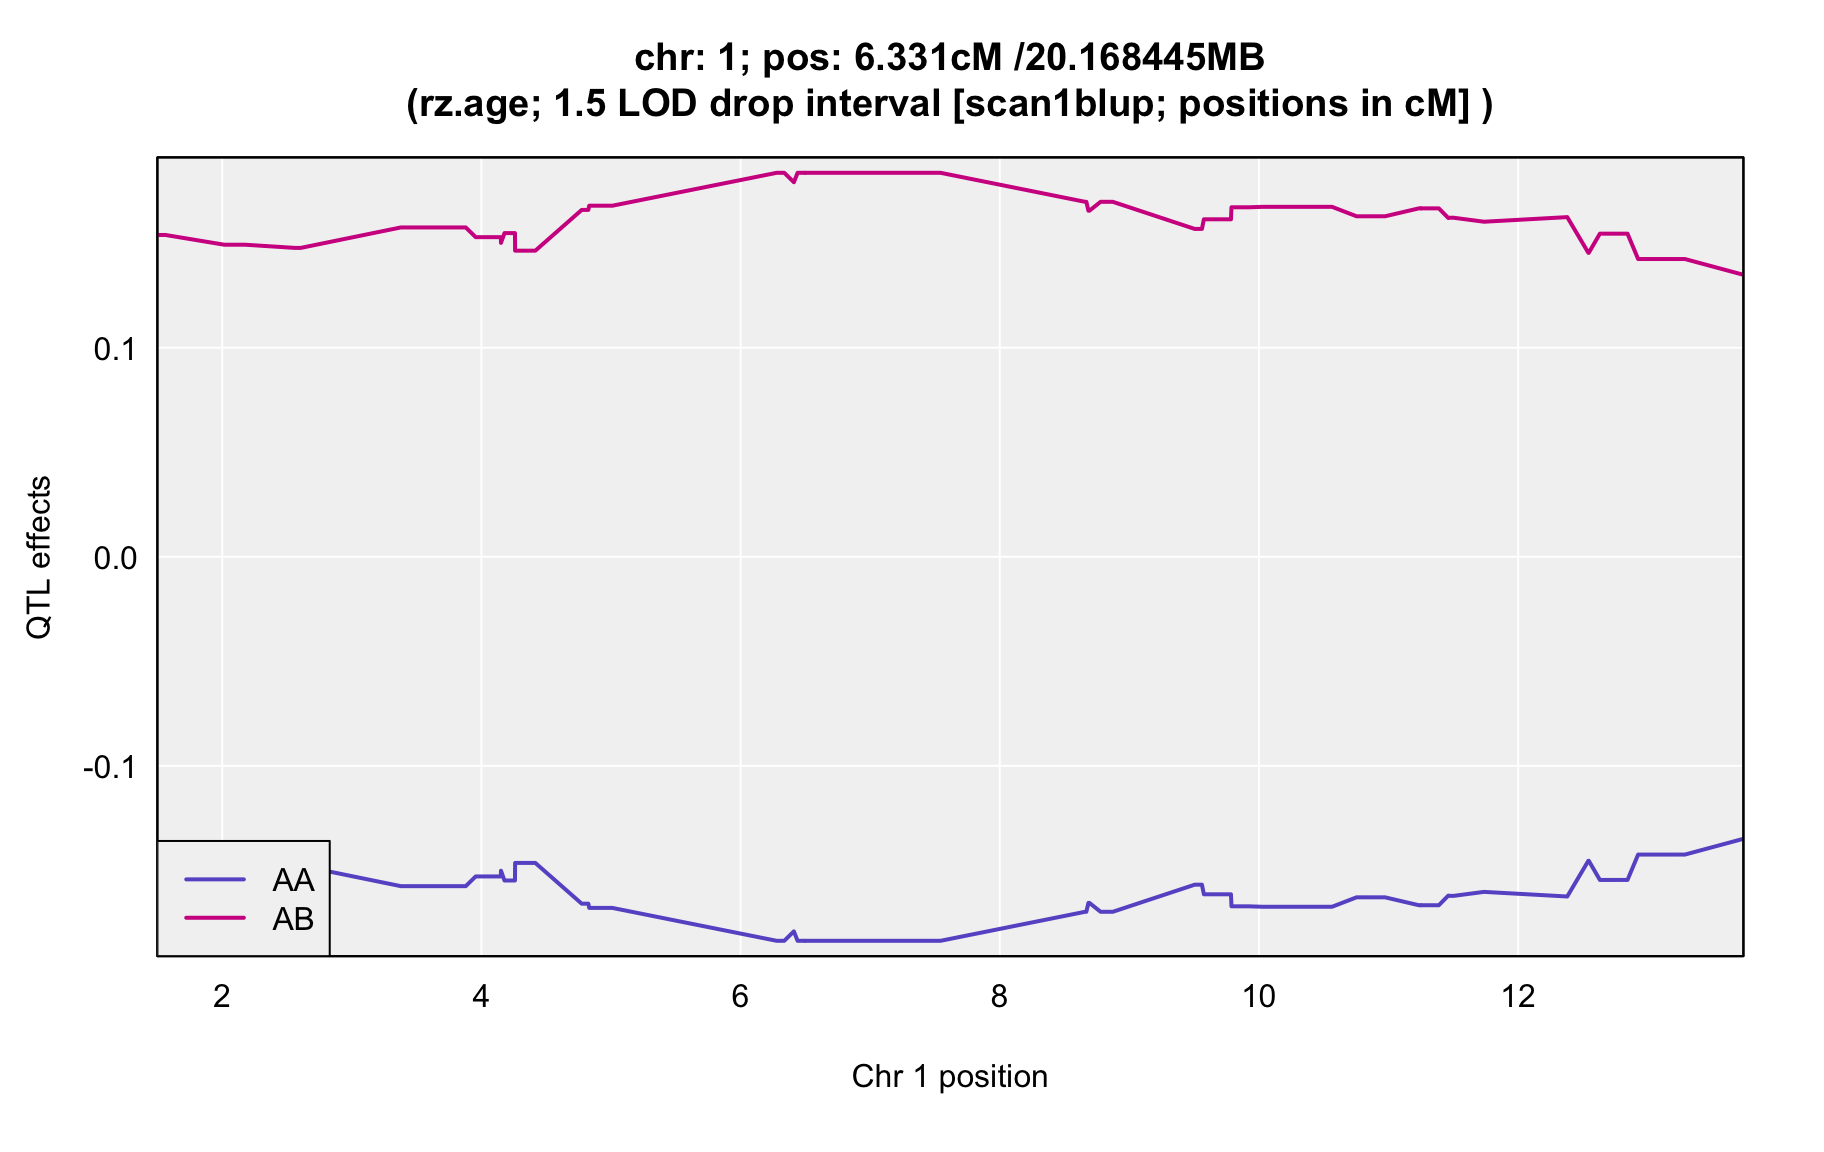 chr: 1; pos: 6.331cM /20.168445MB
(rz.age; 1.5 LOD drop interval [scan1blup; positions in cM] )
QTL effects
0.1
0.0
-0.1
AA
AB
2 4 6 8 10 12
Chr 1 position